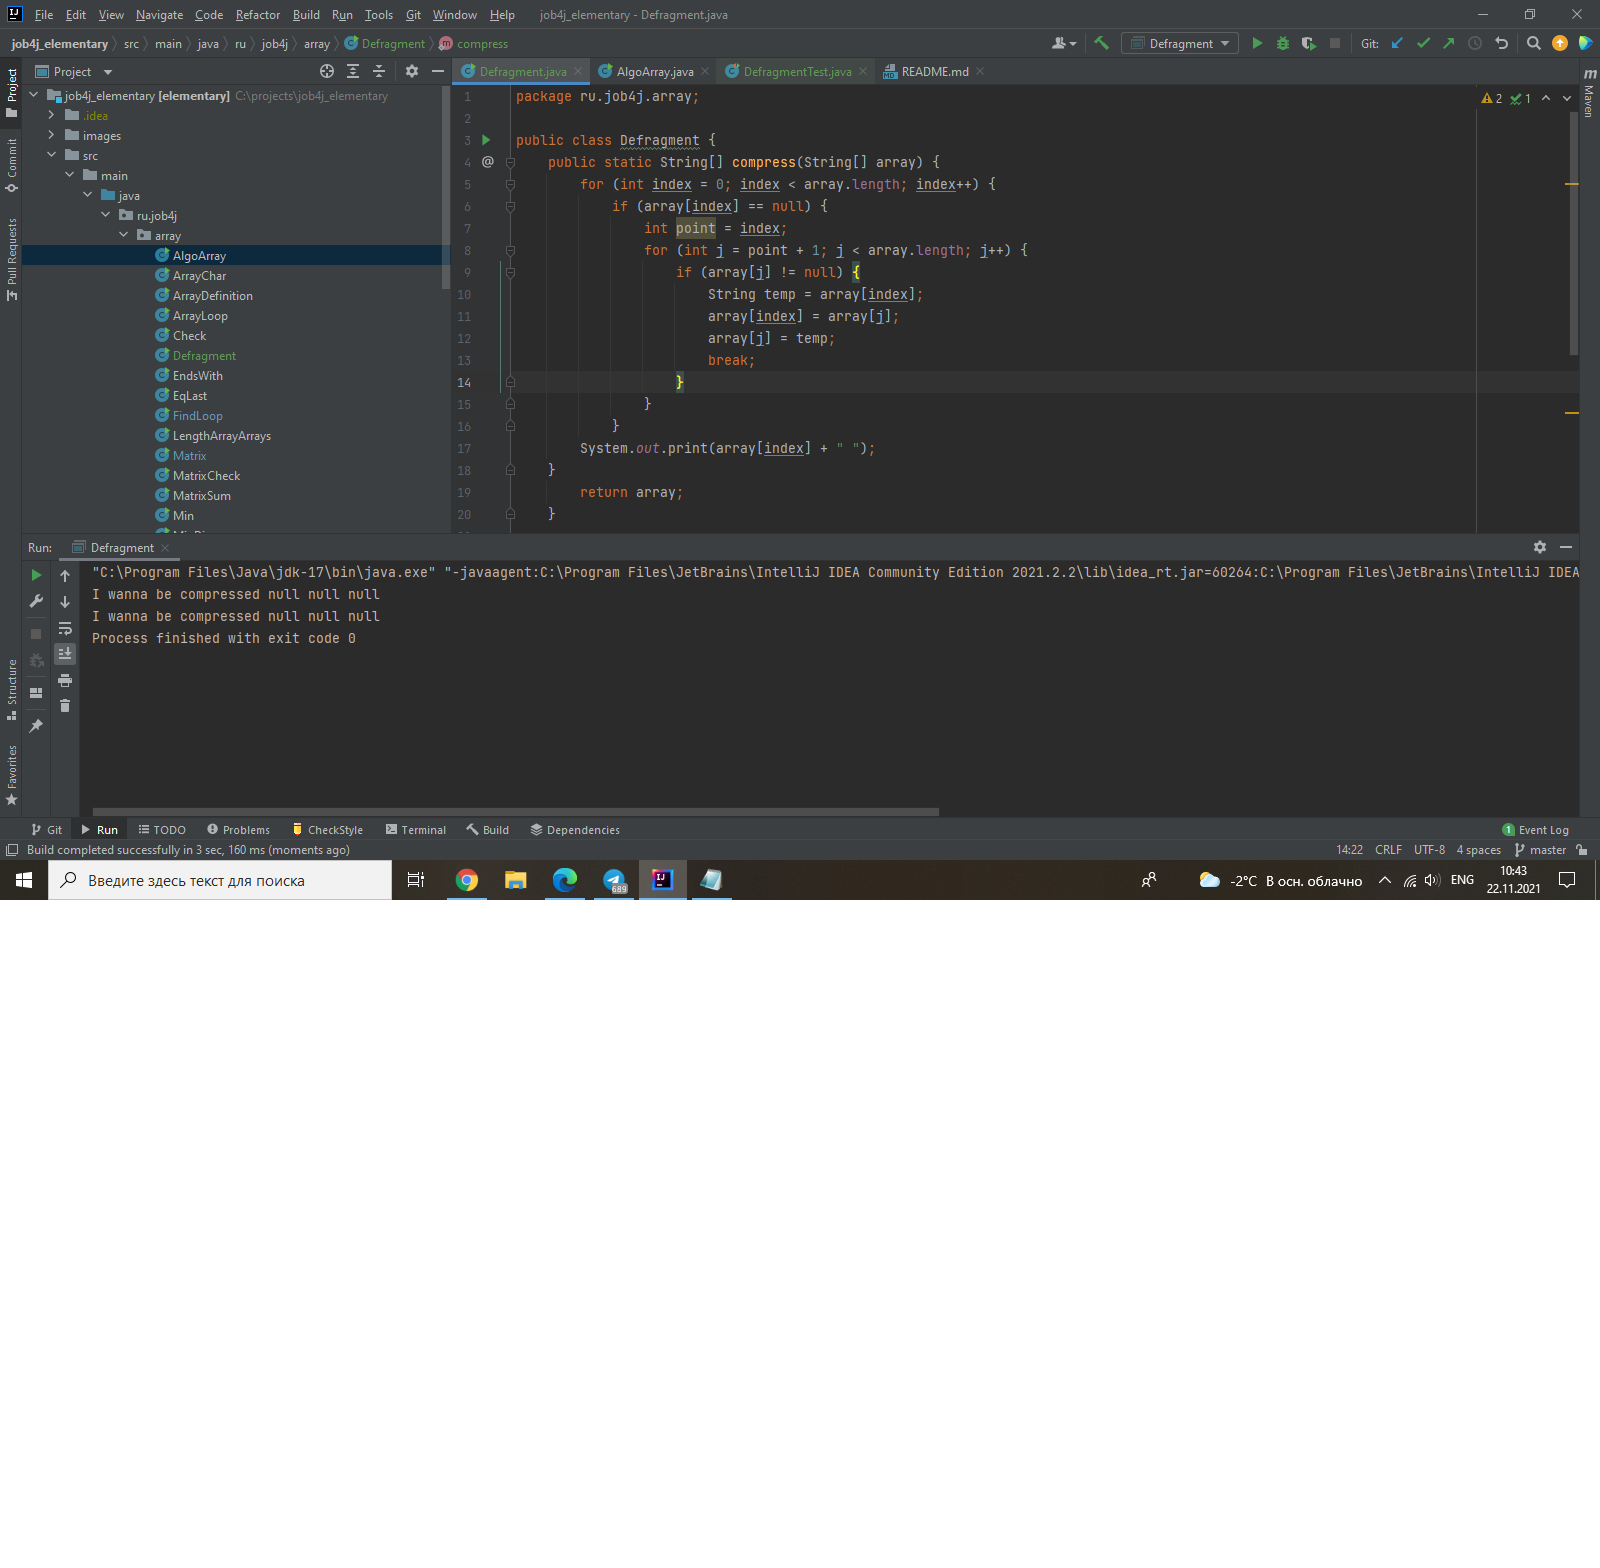 File Edit View Navigate Code Refactor Build Run Tools Git Window Help job4j_elementary - Defragment.java
job4j_elementary src main java ru job4j array Defragment compress Defragment Git:
Project
Defragment.java AlgoArray.java DefragmentTest.java README.md
Project
Commit
Pull Requests
Structure
Favorites
Maven
job4j_elementary [elementary] C:\projects\job4j_elementary
.idea
images
src
main
java
ru.job4j
array
AlgoArray
ArrayChar
ArrayDefinition
ArrayLoop
Check
Defragment
EndsWith
EqLast
FindLoop
LengthArrayArrays
Matrix
MatrixCheck
MatrixSum
Min
2 1
1 package ru.job4j.array;
2
3 public class Defragment {
4 @ public static String[] compress(String[] array) {
5 for (int index = 0; index < array.length; index++) {
6 if (array[index] == null) {
7 int point = index;
8 for (int j = point + 1; j < array.length; j++) {
9 if (array[j] != null) {
10 String temp = array[index];
11 array[index] = array[j];
12 array[j] = temp;
13 break;
14 }
15 }
16 }
17 System.out.print(array[index] + " ");
18 }
19 return array;
20 }
Run: Defragment
"C:\Program Files\Java\jdk-17\bin\java.exe" "-javaagent:C:\Program Files\JetBrains\IntelliJ IDEA Community Edition 2021.2.2\lib\idea_rt.jar=60264:C:\Program Files\JetBrains\IntelliJ IDEA
I wanna be compressed null null null
I wanna be compressed null null null
Process finished with exit code 0
Git Run TODO Problems CheckStyle Terminal Build Dependencies 1 Event Log
Build completed successfully in 3 sec, 160 ms (moments ago) 14:22 CRLF UTF-8 4 spaces master
Введите здесь текст для поиска 689 -2°C В осн. облачно ENG 10:43
22.11.2021